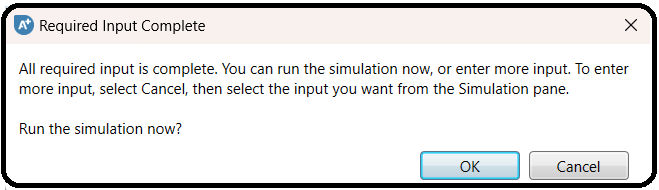 Required Input Complete
All required input is complete. You can run the simulation now, or enter more input. To enter
more input, select Cancel, then select the input you want from the Simulation pane.
Run the simulation now?
OK
Cancel